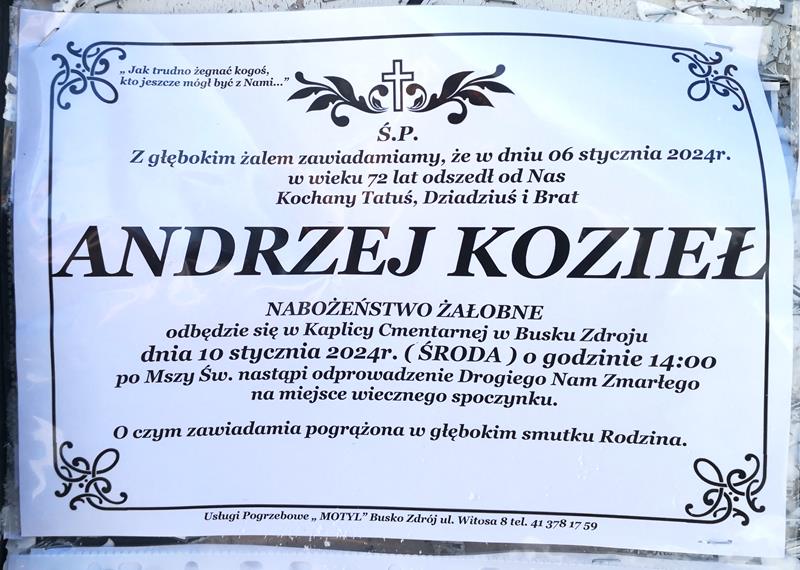 „ Jak trudno żegnać kogoś,
kto jeszcze mógł być z Nami..."
Ś.P.
Z głębokim żalem zawiadamiamy, że w dniu 06 stycznia 2024r.
w wieku 72 lat odszedł od Nas
Kochany Tatuś, Dziadziuś i Brat
ANDRZEJ KOZIEŁ
NABOŻEŃSTWO ŻAŁOBNE
odbędzie się w Kaplicy Cmentarnej w Busku Zdroju
dnia 10 stycznia 2024r. ( ŚRODA ) o godzinie 14:00
po Mszy Św. nastąpi odprowadzenie Drogiego Nam Zmarłego
na miejsce wiecznego spoczynku.
O czym zawiadamia pogrążona w głębokim smutku Rodzina.
Usługi Pogrzebowe „ MOTYL" Busko Zdrój ul. Witosa 8 tel. 41 378 17 59